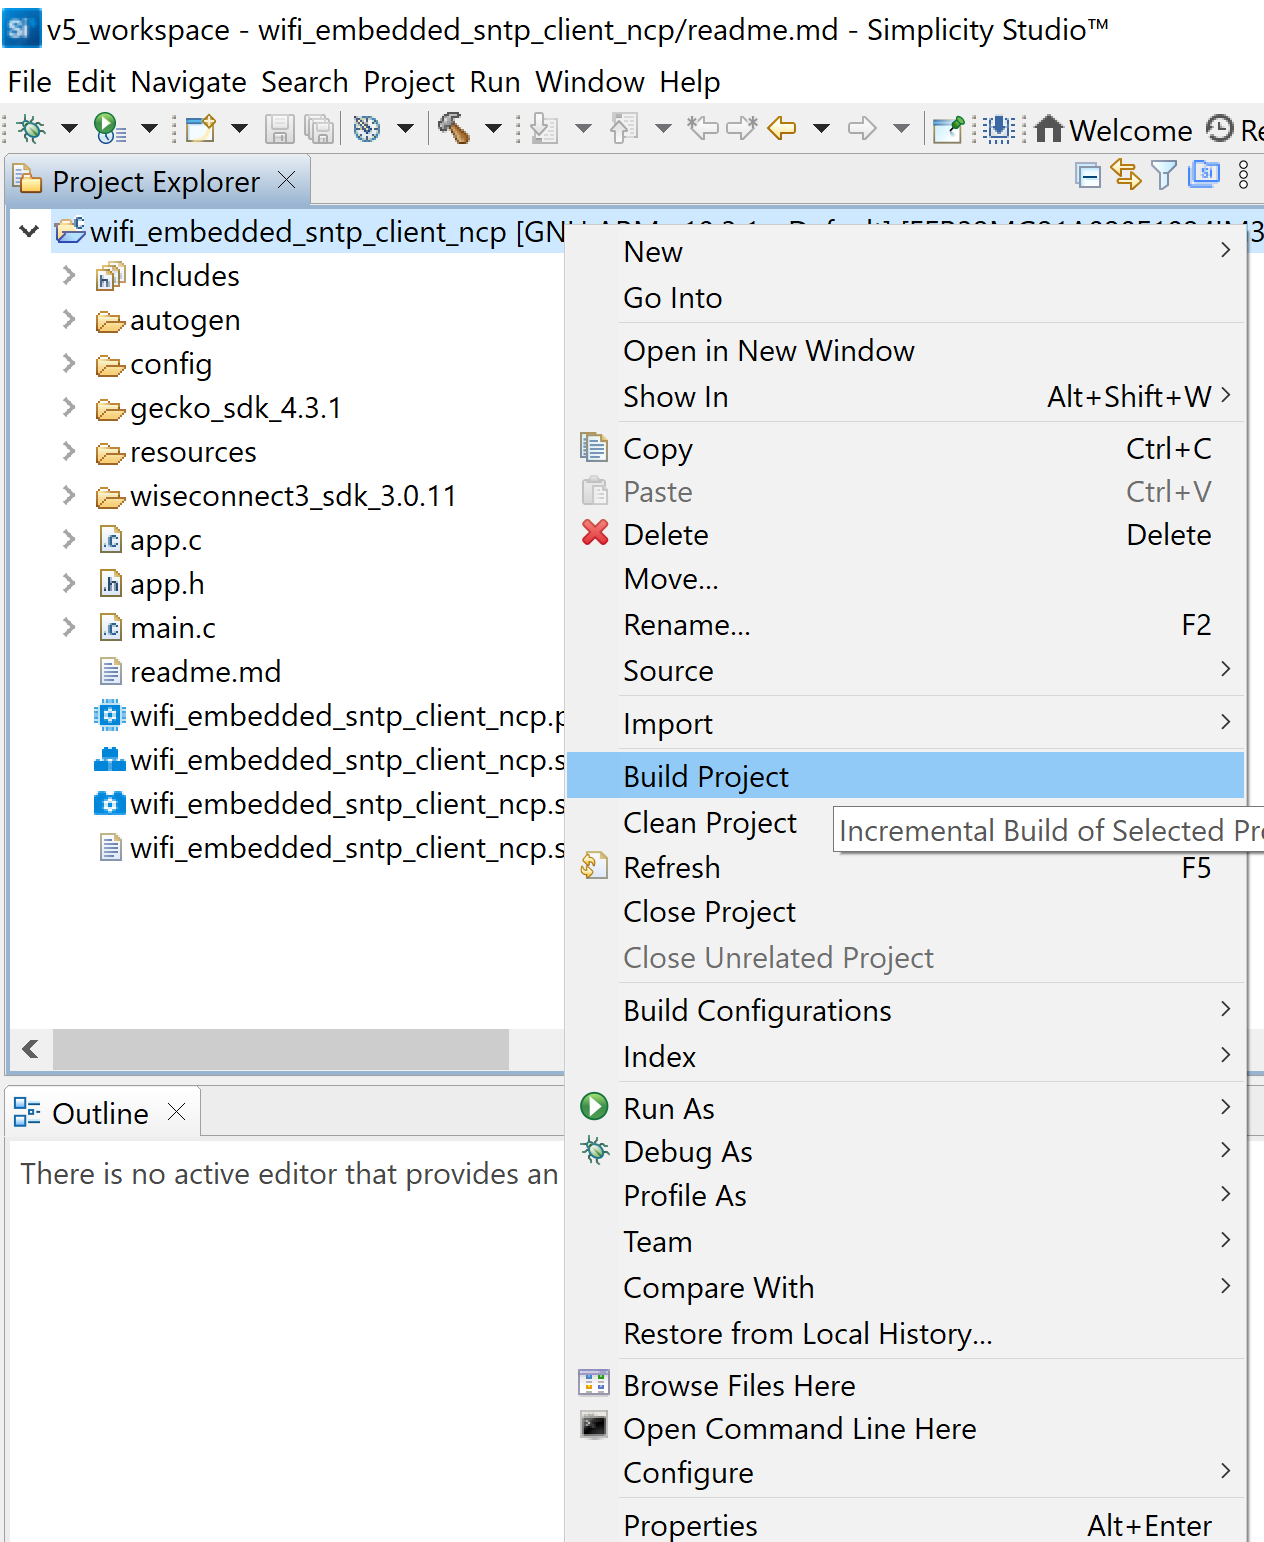 v5_workspace - wifi_embedded_sntp_client_ncp/readme.md - Simplicity Studio™
File Edit Navigate Search Project Run Window Help
Welcome
Project Explorer
wifi_embedded_sntp_client_ncp
Includes
autogen
config
gecko_sdk_4.3.1
resources
wiseconnect3_sdk_3.0.11
app.c
app.h
main.c
readme.md
wifi_embedded_sntp_client_ncp.p
wifi_embedded_sntp_client_ncp.s
wifi_embedded_sntp_client_ncp.s
wifi_embedded_sntp_client_ncp.s
New
Go Into
Open in New Window
Show In Alt+Shift+W
Copy Ctrl+C
Paste Ctrl+V
Delete Delete
Move...
Rename... F2
Source
Import
Build Project
Clean Project
Incremental Build of Selected
Refresh F5
Close Project
Close Unrelated Project
Build Configurations
Index
Run As
Debug As
Profile As
Team
Compare With
Restore from Local History...
Browse Files Here
Open Command Line Here
Configure
Properties Alt+Enter
Outline
There is no active editor that provides an